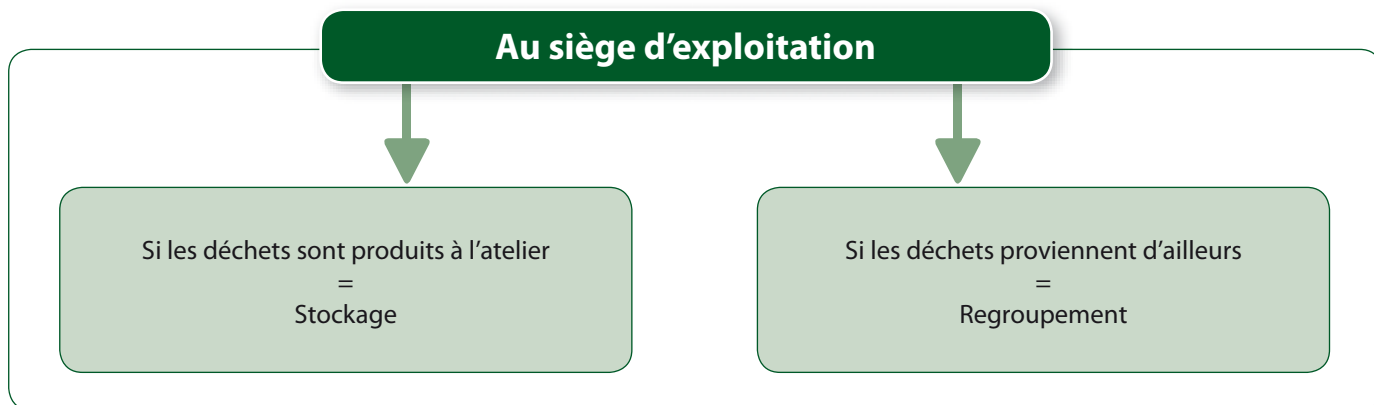 Au siège d’exploitation
Si les déchets sont produits à l’atelier
=
Stockage
Si les déchets proviennent d’ailleurs
=
Regroupement